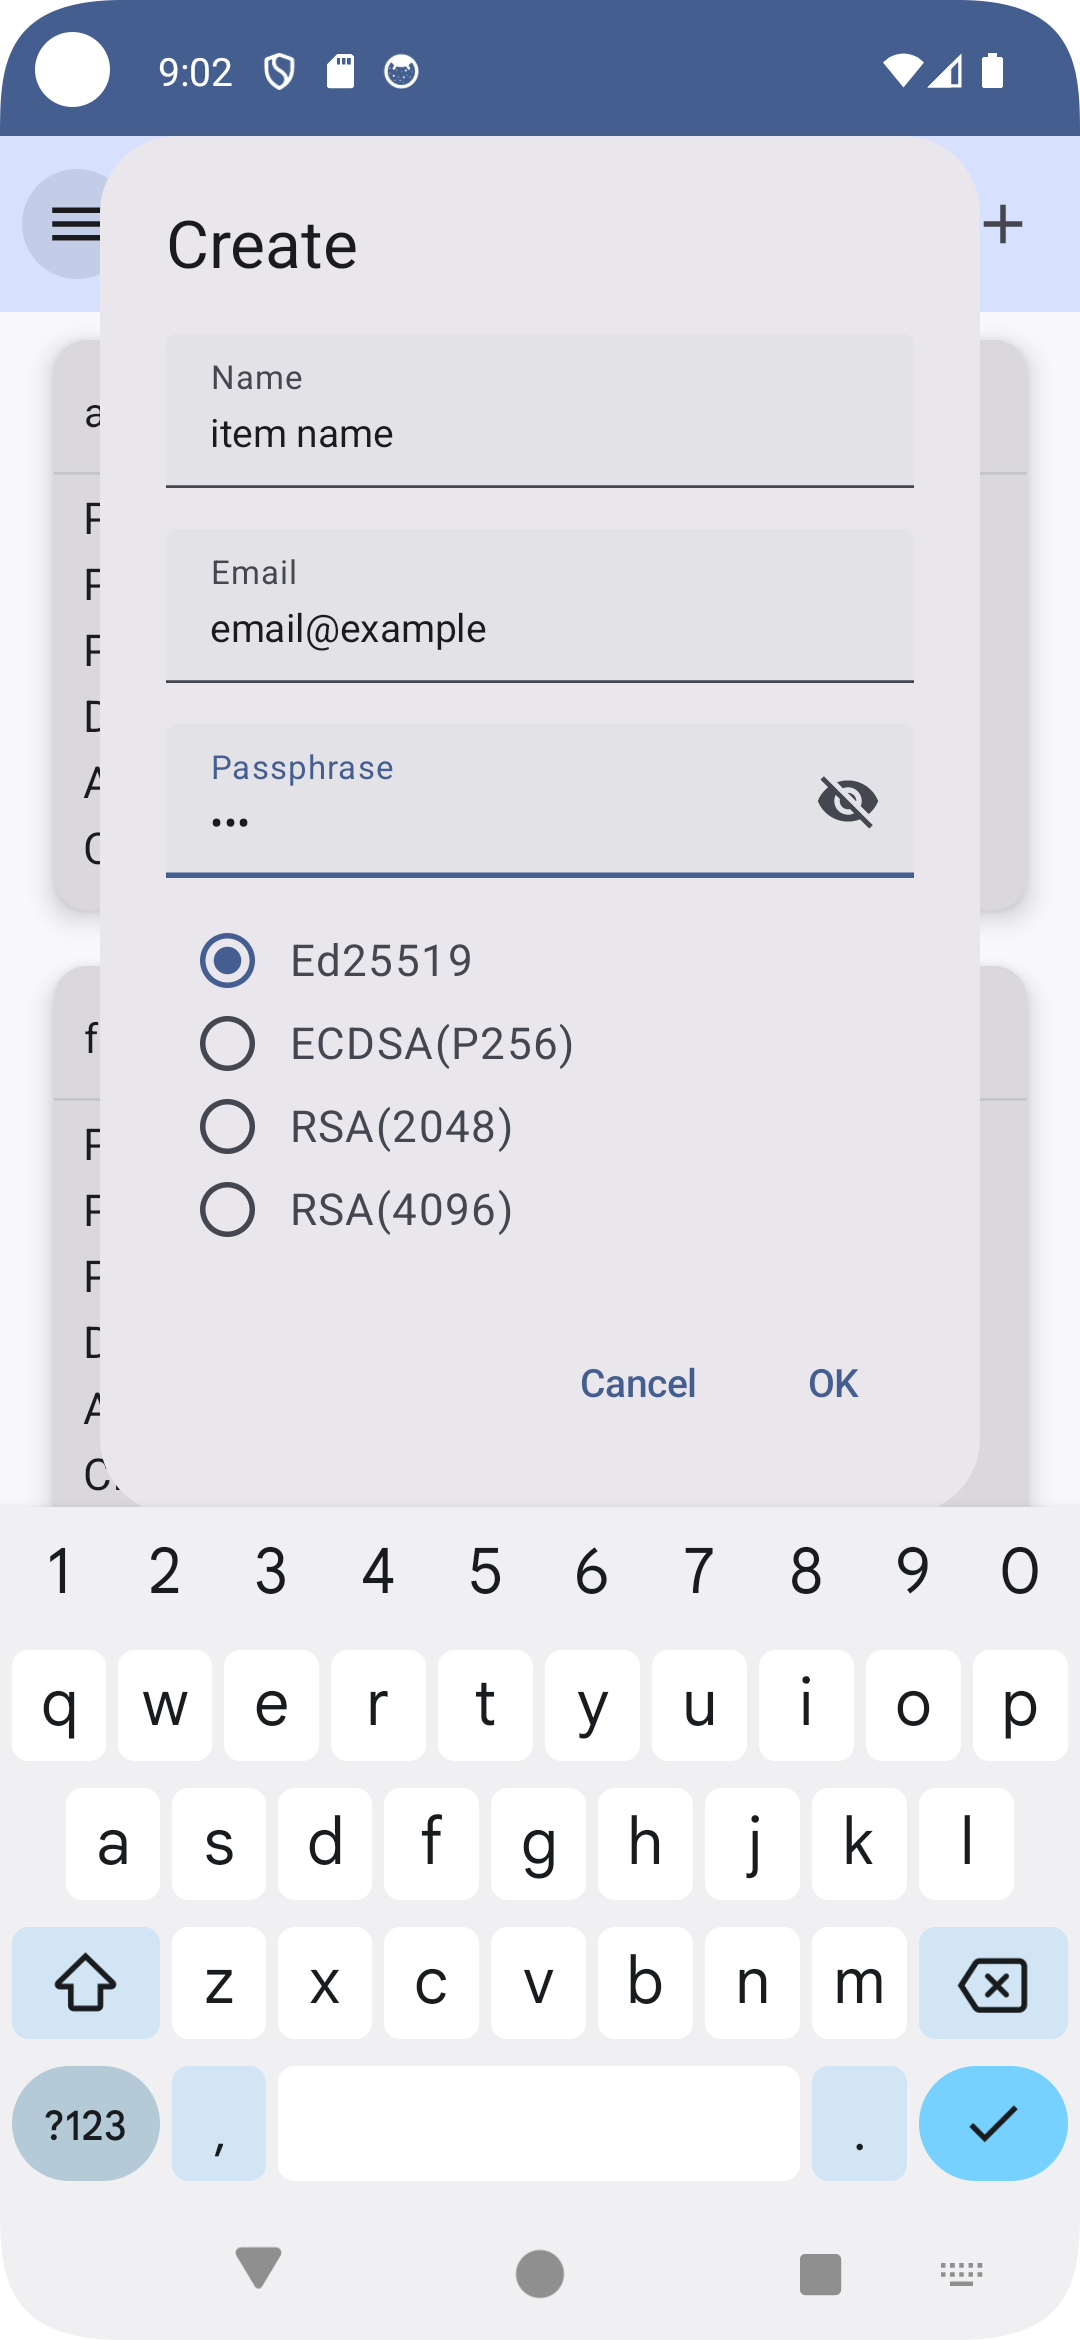 9:02
Create
Name
item name
Email
email@example
Passphrase
•••
Ed25519
ECDSA(P256)
RSA(2048)
RSA(4096)
Cancel OK
1 2 3 4 5 6 7 8 9 0
q w e r t y u i o p
a s d f g h j k l
z x c v b n m
?123 , .